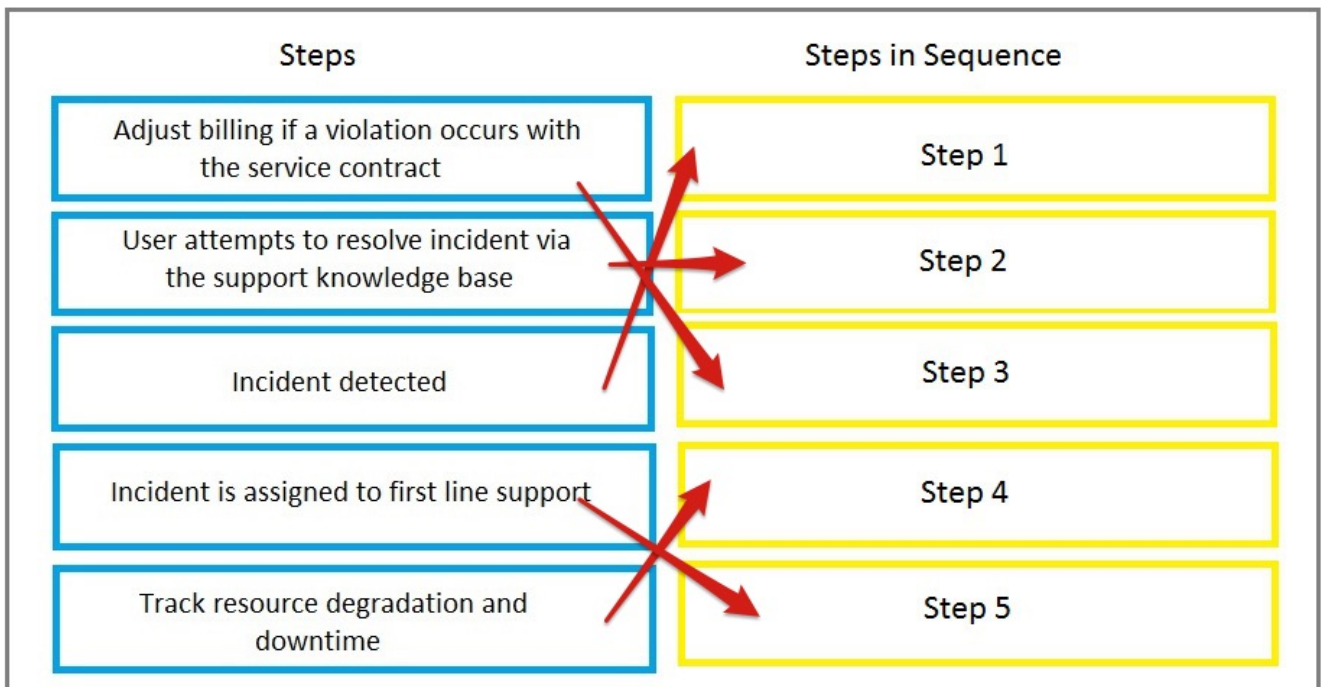 Steps
Steps in Sequence
Adjust billing if a violation occurs with
the service contract
Step 1
User attempts to resolve incident via
the support knowledge base
Step 2
Incident detected
Step 3
Incident is assigned to first line support
Step 4
Track resource degradation and
downtime
Step 5